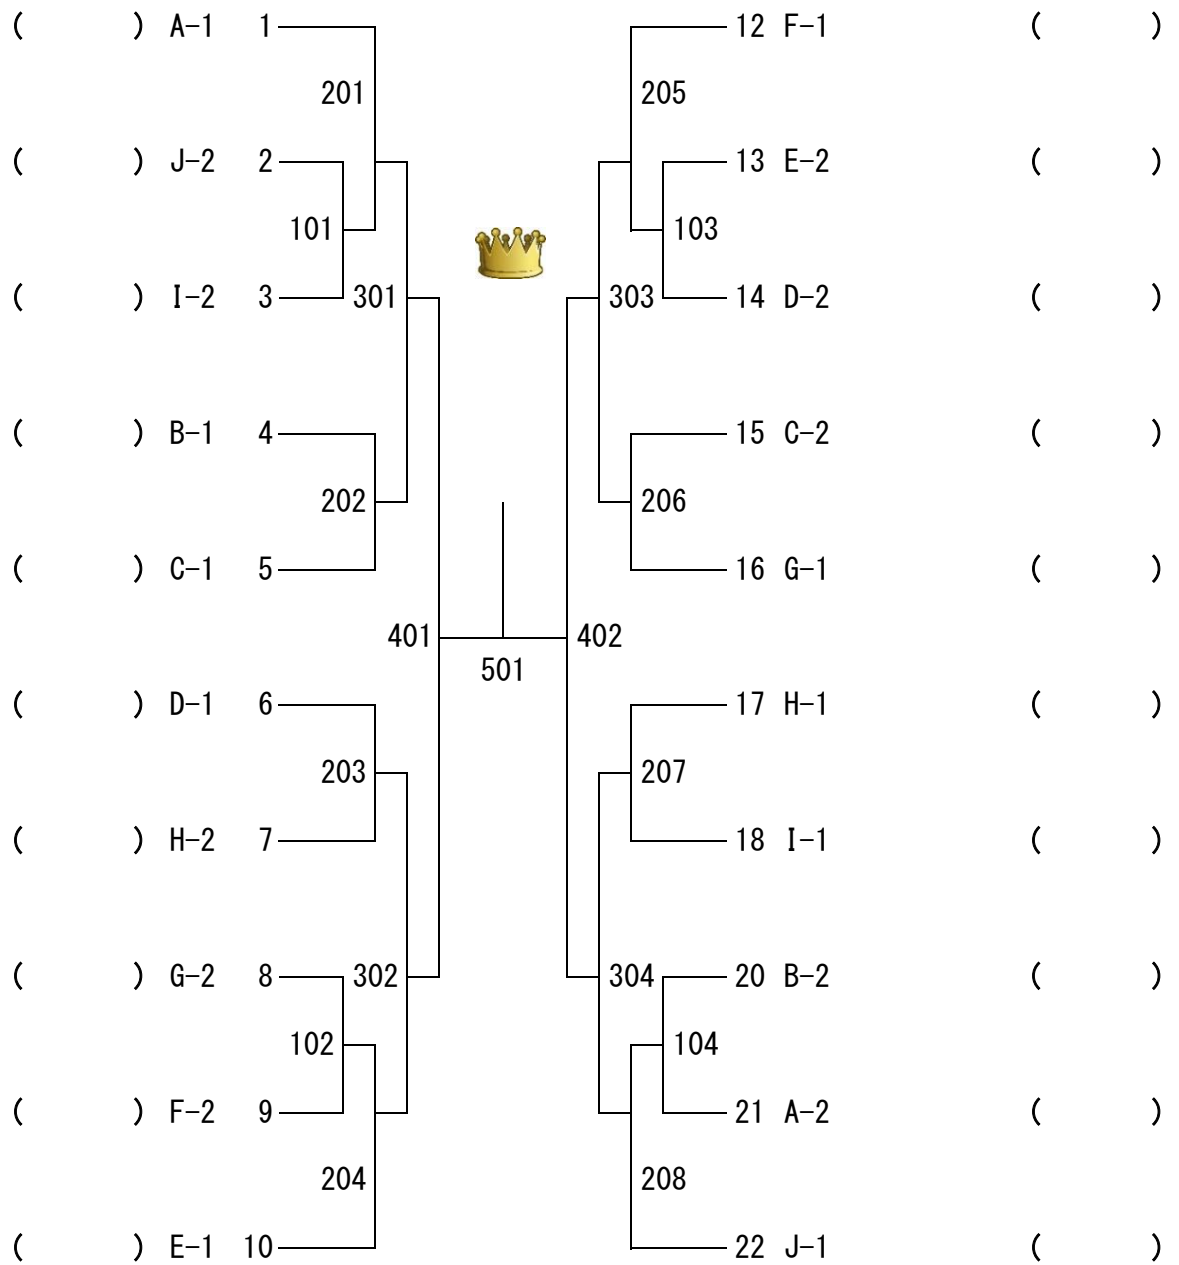 ( ) A-1 1 12 F-1 ( )
201 205
( ) J-2 2 13 E-2 ( )
101 103
( ) I-2 3 301 303 14 D-2 ( )
( ) B-1 4 15 C-2 ( )
202 206
( ) C-1 5 16 G-1 ( )
401 402
501
( ) D-1 6 17 H-1 ( )
203 207
( ) H-2 7 18 I-1 ( )
( ) G-2 8 302 304 20 B-2 ( )
102 104
( ) F-2 9 21 A-2 ( )
204 208
( ) E-1 10 22 J-1 ( )